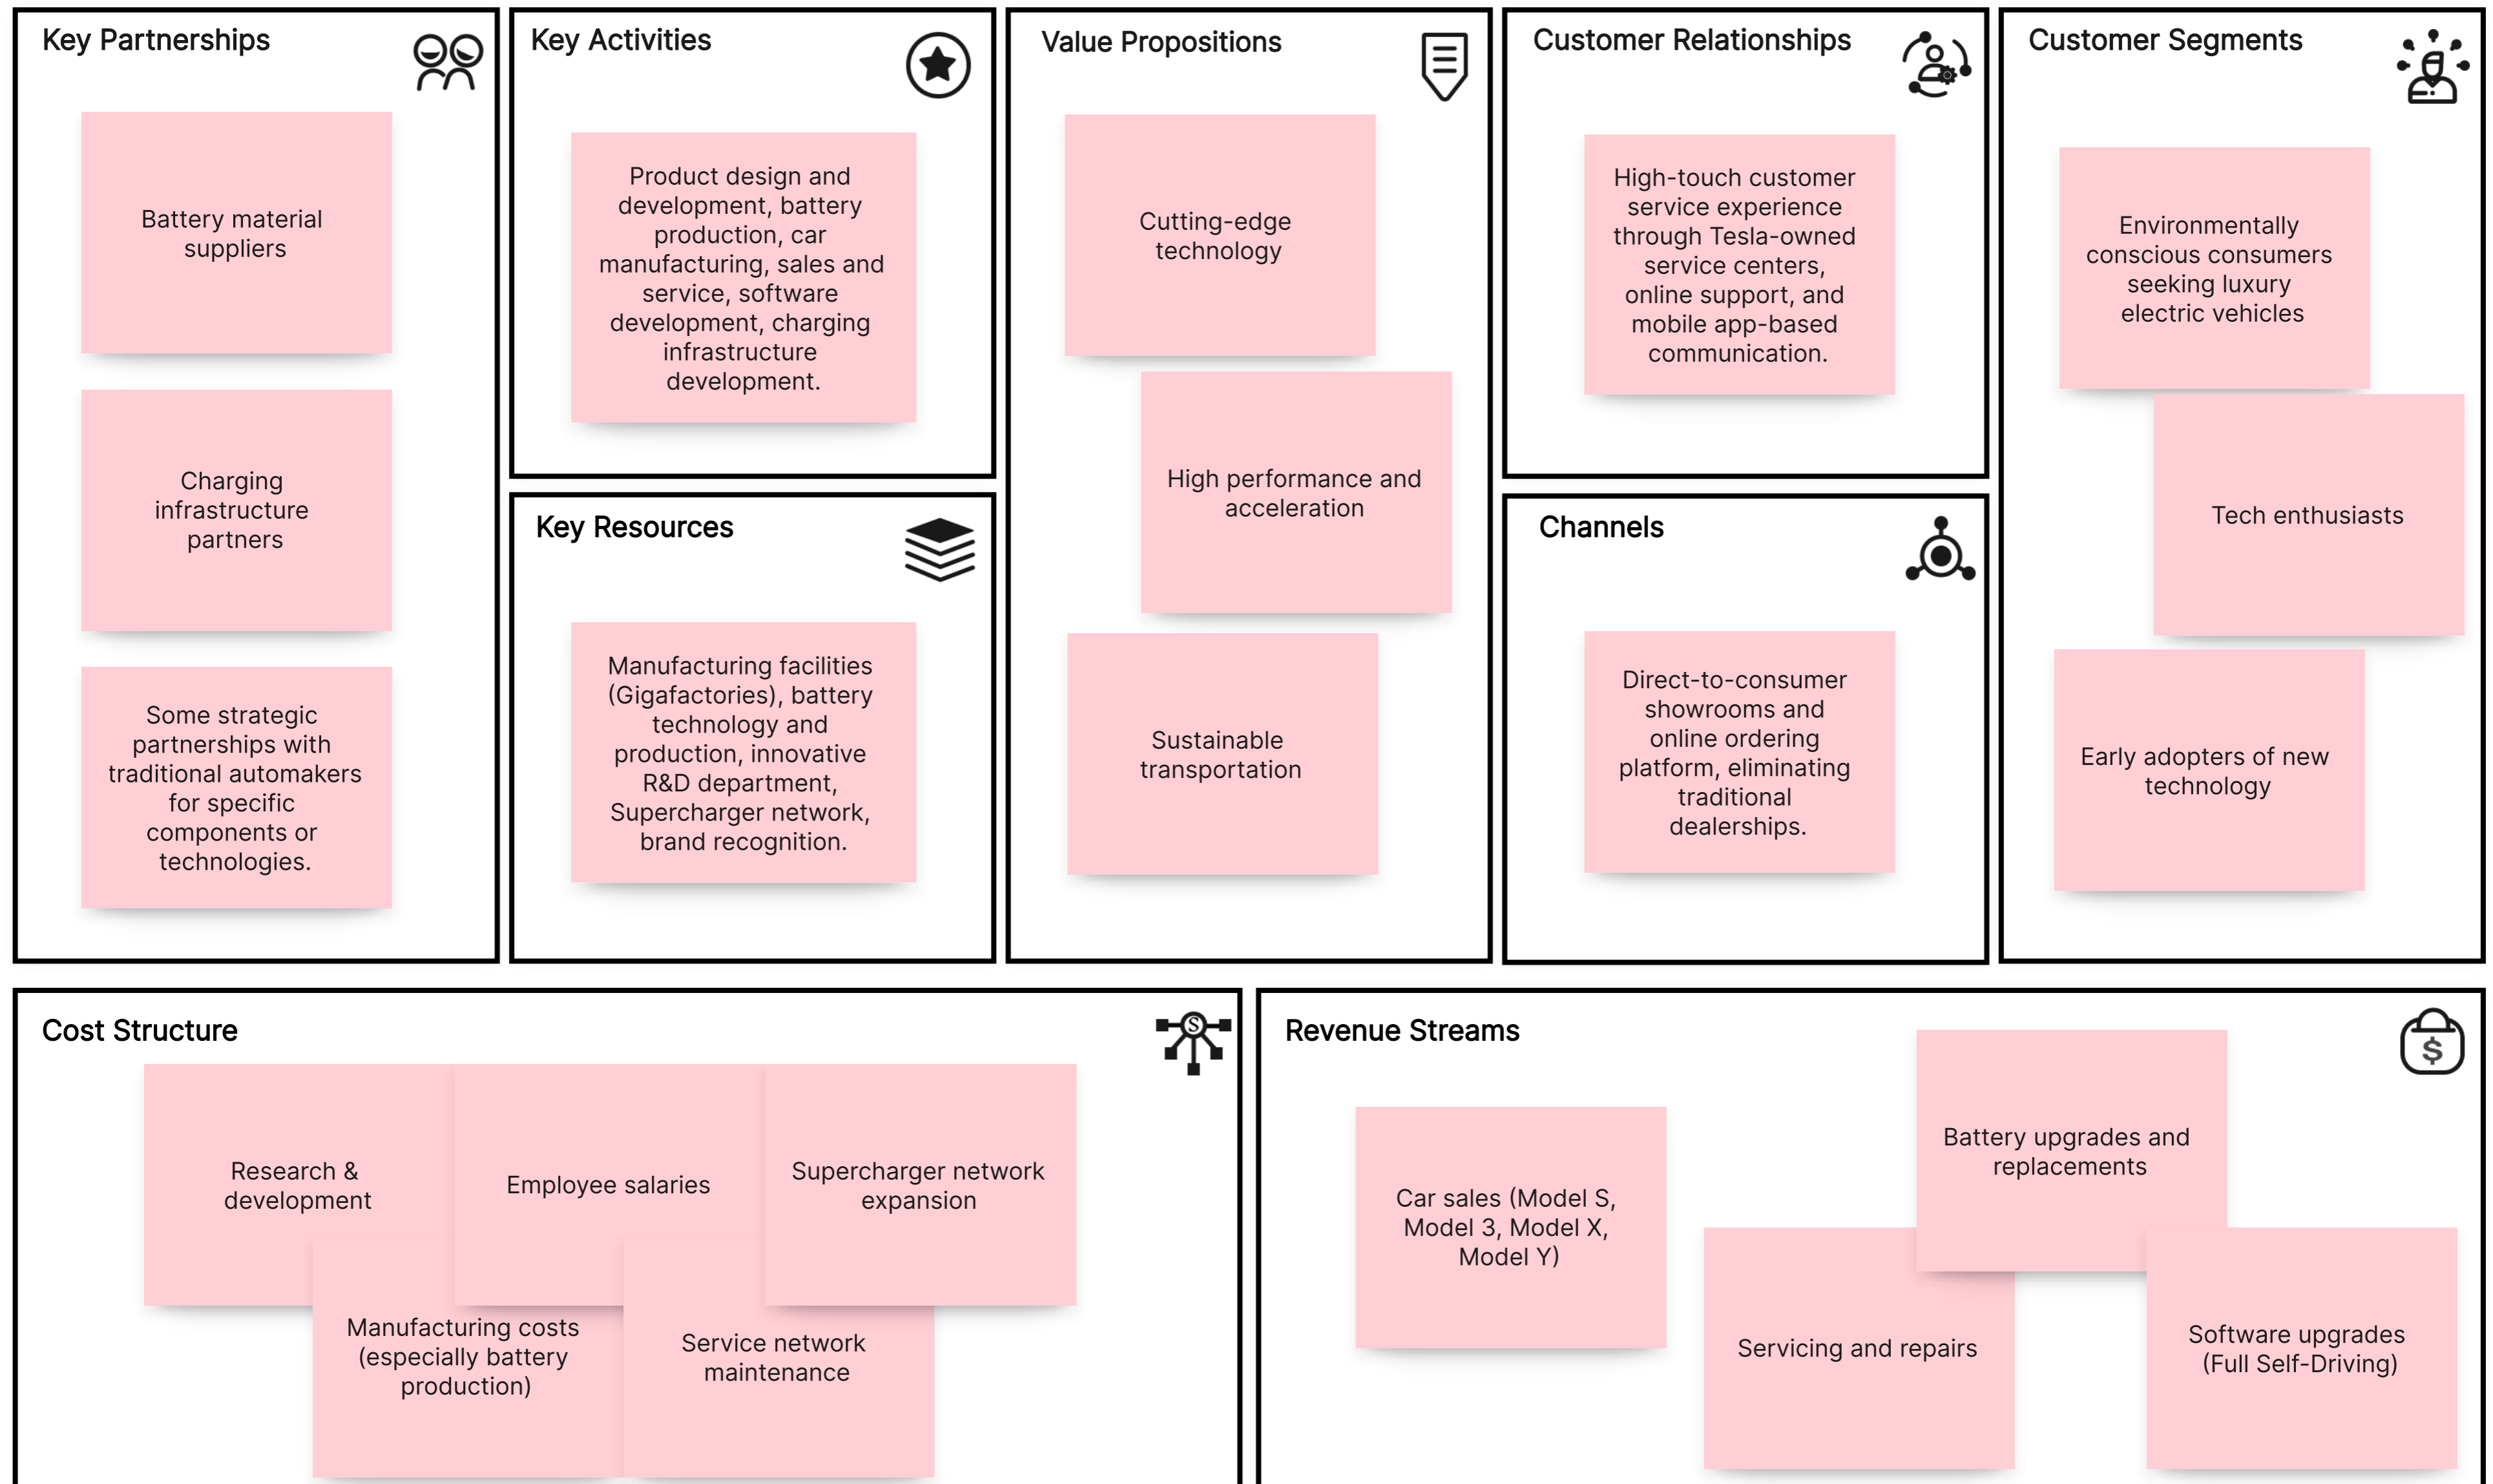 Key Partnerships
Battery material
suppliers
Charging
infrastructure
partners
Some strategic
partnerships with
traditional automakers
for specific
components or
technologies.
Key Activities
Product design and
development, battery
production, car
manufacturing, sales and
service, software
development, charging
infrastructure
development.
Key Resources
Manufacturing facilities
(Gigafactories), battery
technology and
production, innovative
R&D department,
Supercharger network,
brand recognition.
Value Propositions
Cutting-edge
technology
High performance and
acceleration
Sustainable
transportation
Customer Relationships
High-touch customer
service experience
through Tesla-owned
service centers,
online support, and
mobile app-based
communication.
Channels
Direct-to-consumer
showrooms and
online ordering
platform, eliminating
traditional
dealerships.
Customer Segments
Environmentally
conscious consumers
seeking luxury
electric vehicles
Tech enthusiasts
Early adopters of new
technology
Cost Structure
S
Research &
development
Employee salaries
Supercharger network
expansion
Manufacturing costs
(especially battery
production)
Service network
maintenance
Revenue Streams
$
Car sales (Model S,
Model 3, Model X,
Model Y)
Battery upgrades and
replacements
Servicing and repairs
Software upgrades
(Full Self-Driving)